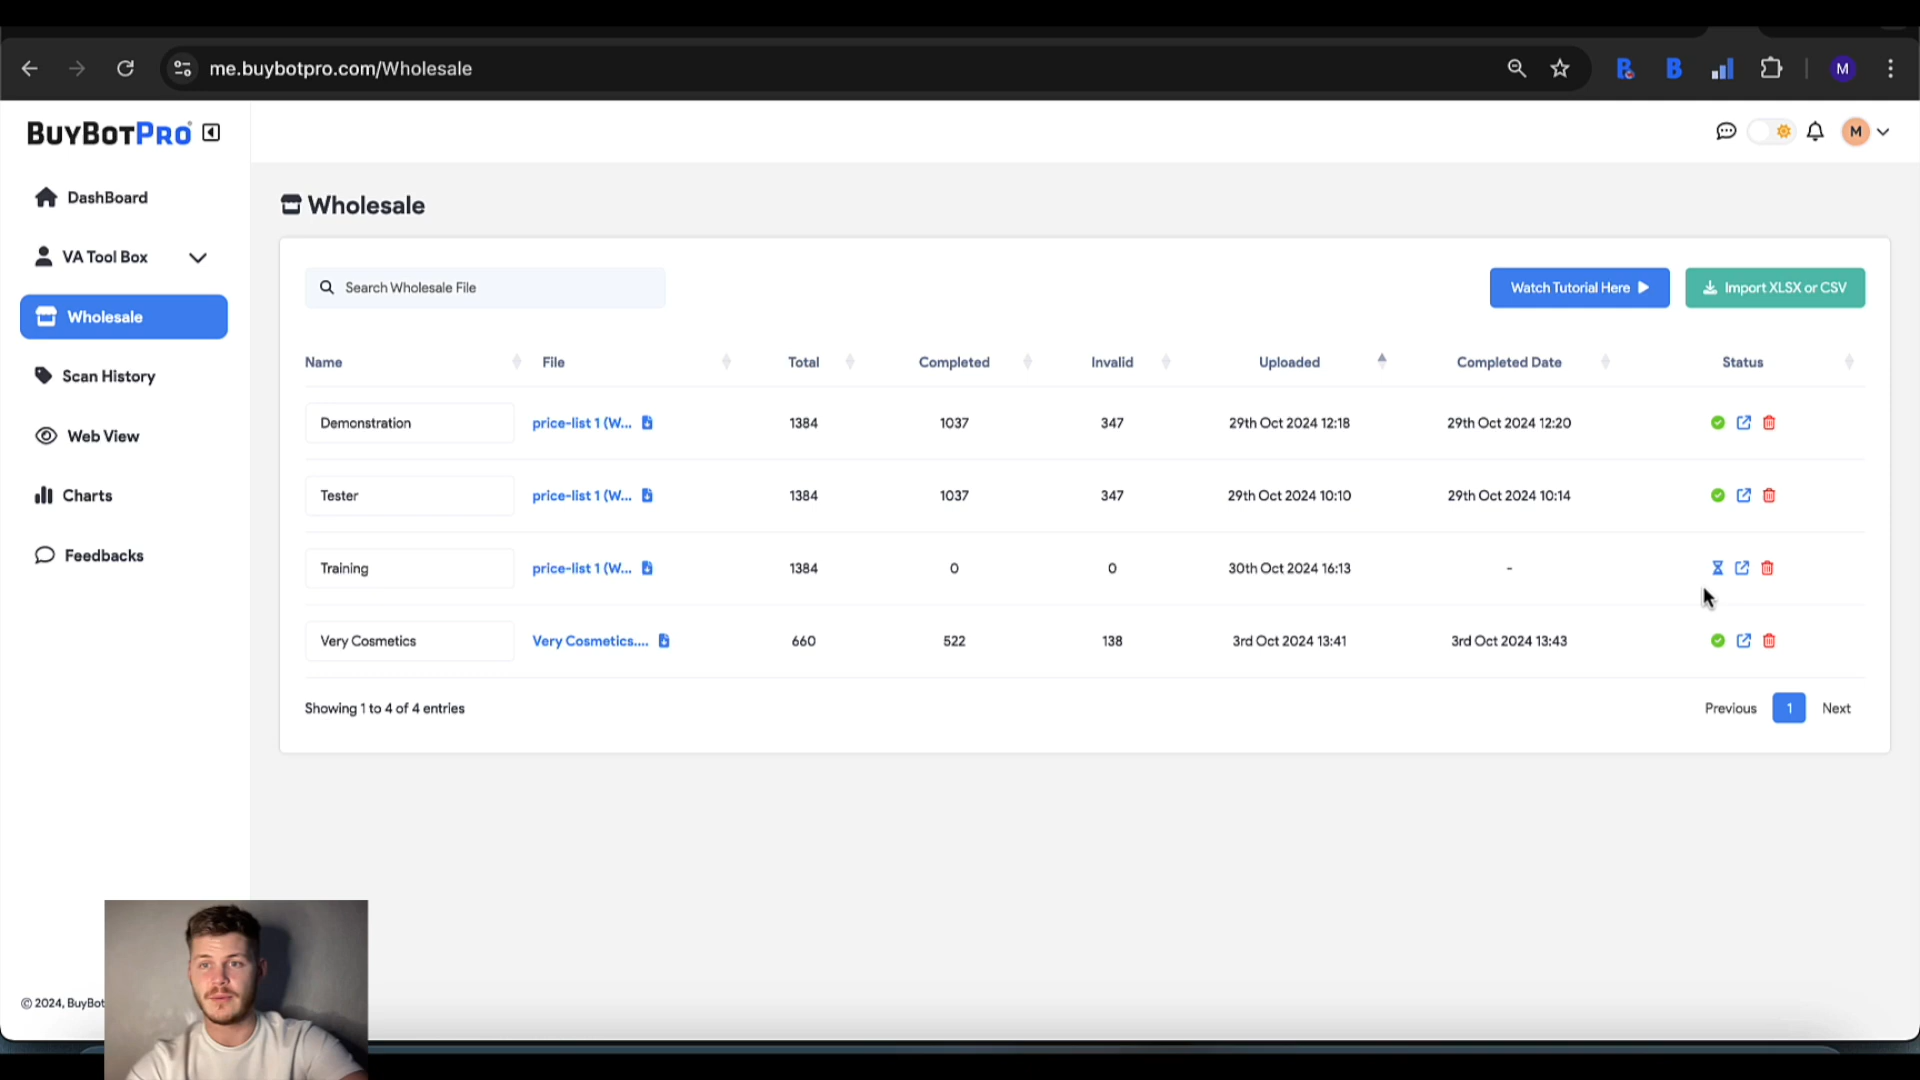 me.buybotpro.com/Wholesale
M
BUYBOTPRO
M
DashBoard
VA Tool Box
Wholesale
Scan History
Web View
Charts
Feedbacks
Wholesale
Search Wholesale File
Watch Tutorial Here
Import XLSX or CSV
Name File Total Completed Invalid Uploaded Completed Date Status
Demonstration price-list 1 (W... 1384 1037 347 29th Oct 2024 12:18 29th Oct 2024 12:20
Tester price-list 1 (W... 1384 1037 347 29th Oct 2024 10:10 29th Oct 2024 10:14
Training price-list 1 (W... 1384 0 0 30th Oct 2024 16:13 -
Very Cosmetics Very Cosmetics.... 660 522 138 3rd Oct 2024 13:41 3rd Oct 2024 13:43
Showing 1 to 4 of 4 entries
Previous 1 Next
© 2024, BuyBot